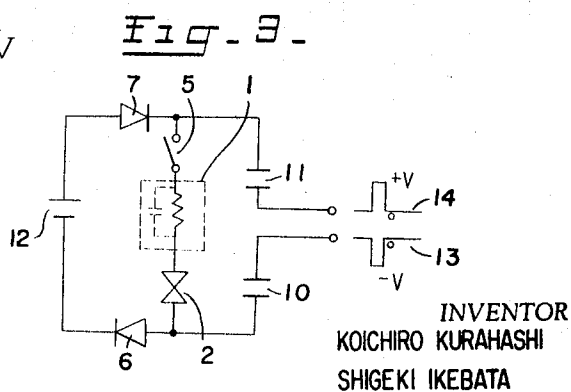 V
Fig-3-
7 5 1
11
+V
14
12
13
-V
10
6 2
INVENTOR
KOICHIRO KURAHASHI
SHIGEKI IKEBATA